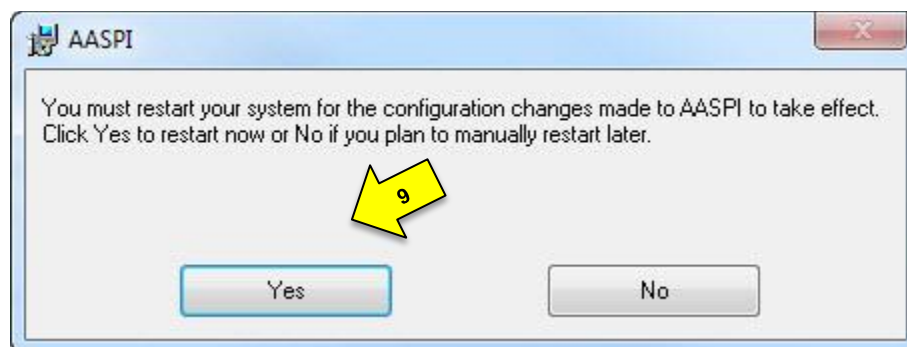 AASPI
You must restart your system for the configuration changes made to AASPI to take effect.
Click Yes to restart now or No if you plan to manually restart later.
9
Yes
No